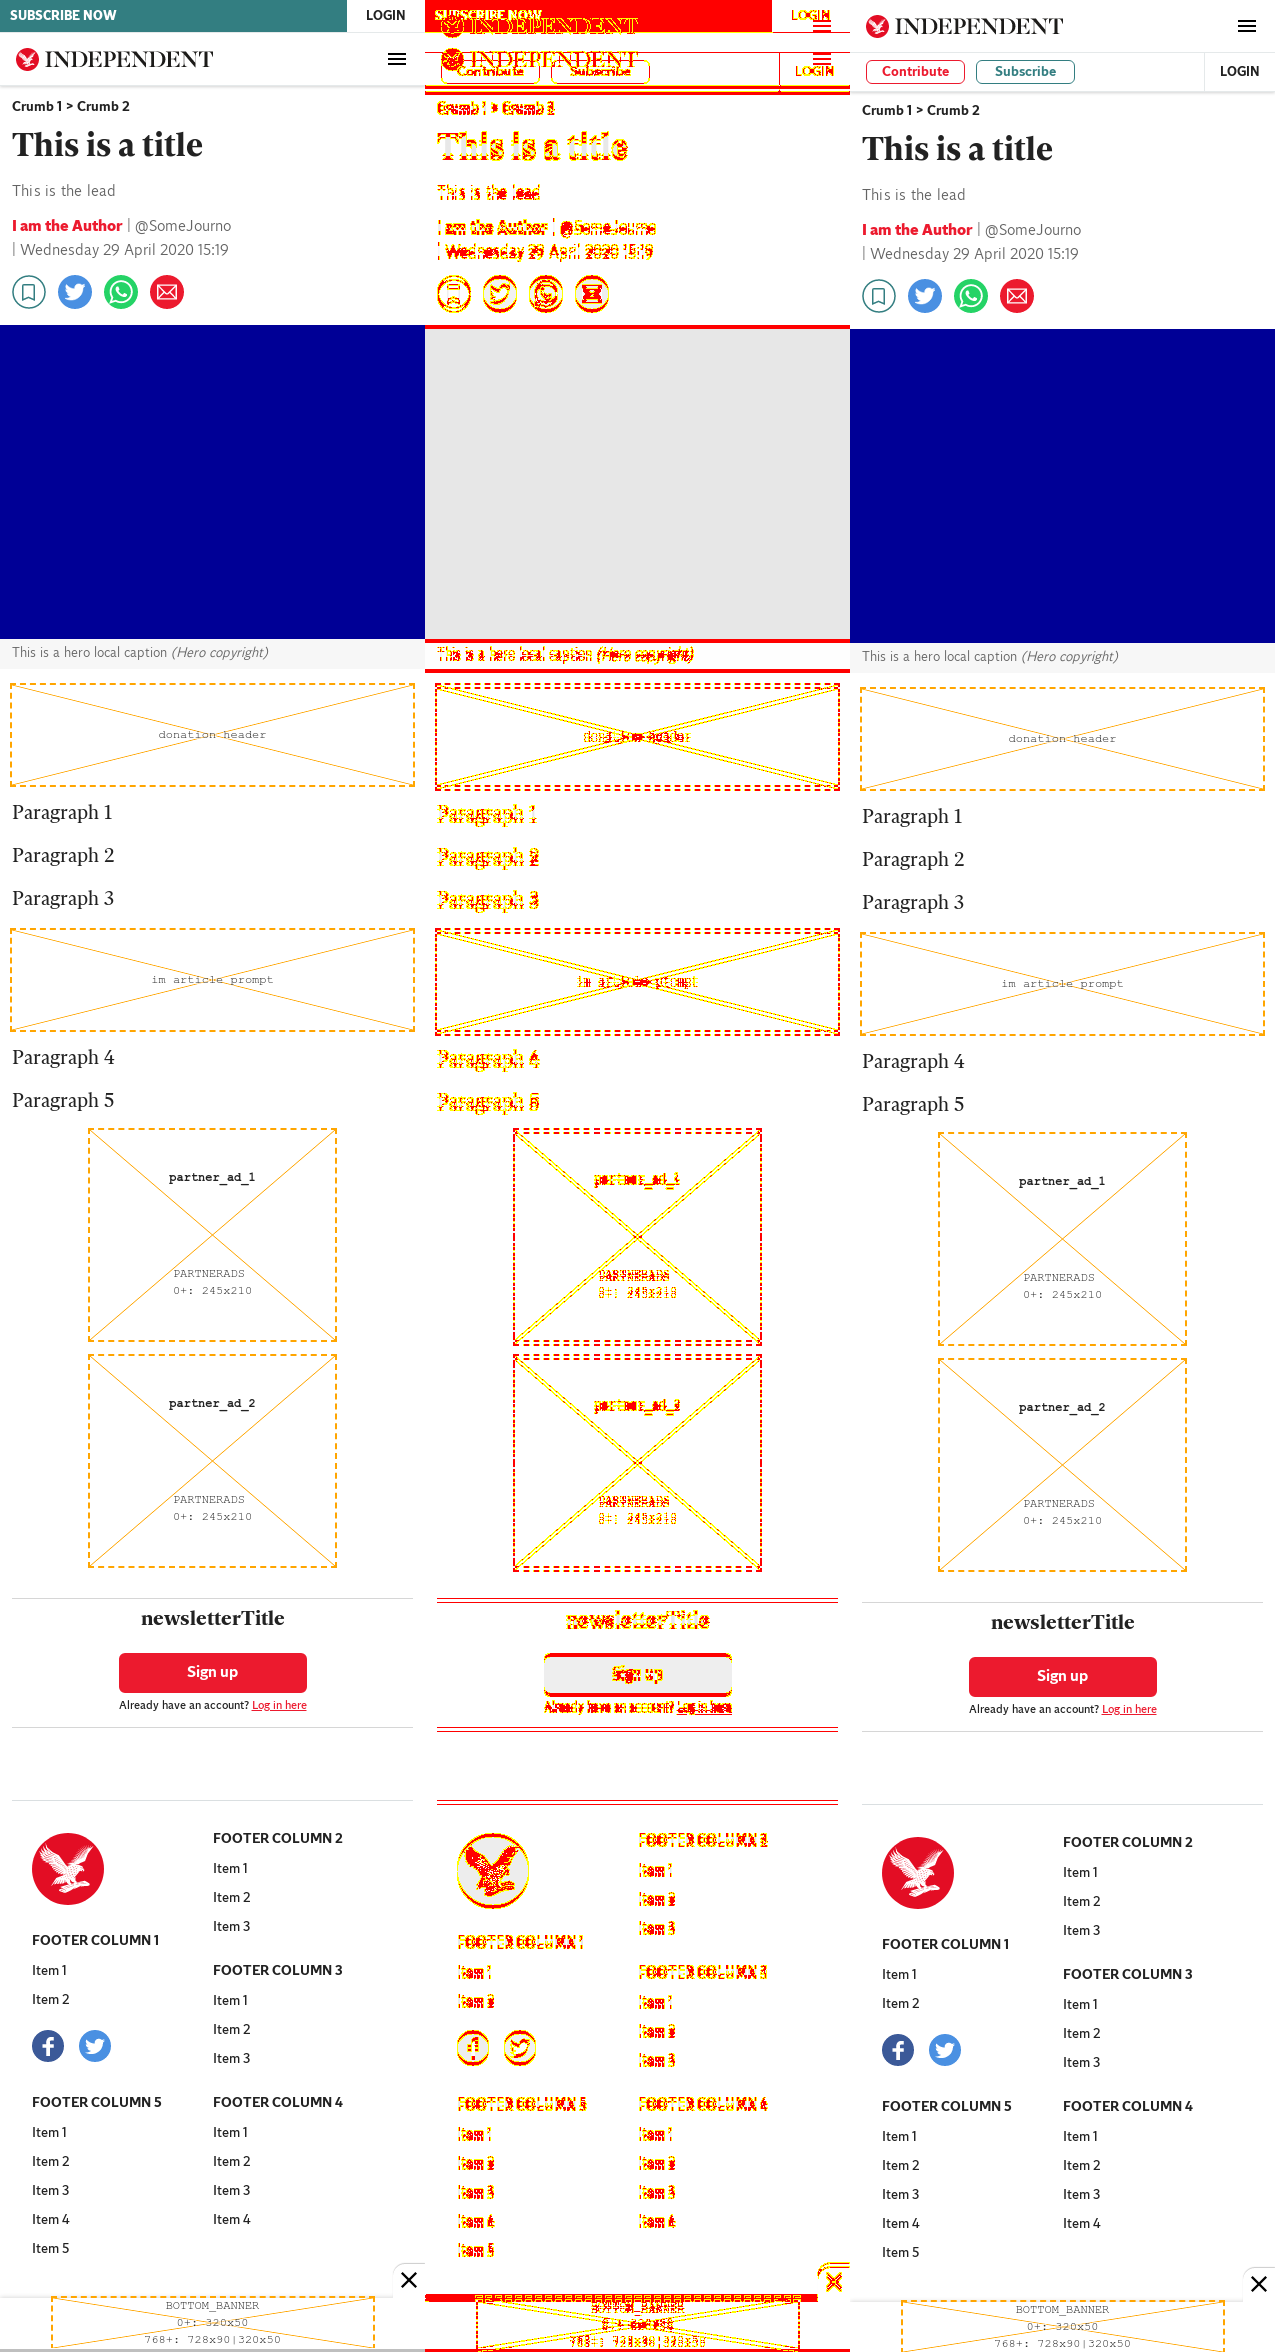 SUBSCRIBE NOW
LOGIN
INDEPENDENT
Crumb 1 > Crumb 2
This is a title
This is the lead
I am the Author | @SomeJourno
| Wednesday 29 April 2020 15:19
This is a hero local caption (Hero copyright)
donation header
Paragraph 1
Paragraph 2
Paragraph 3
im article prompt
Paragraph 4
Paragraph 5
partner_ad_1
PARTNERADS
0+: 245x210
partner_ad_2
PARTNERADS
0+: 245x210
newsletterTitle
Sign up
Already have an account? Log in here
FOOTER COLUMN 1
Item 1
Item 2
FOOTER COLUMN 5
Item 1
Item 2
Item 3
Item 4
Item 5
FOOTER COLUMN 2
Item 1
Item 2
Item 3
FOOTER COLUMN 3
Item 1
Item 2
Item 3
FOOTER COLUMN 4
Item 1
Item 2
Item 3
Item 4
BOTTOM_BANNER
0+: 320x50
768+: 728x90|320x50
SUBSCRIBE NOW
LOGIN
INDEPENDENT
INDEPENDENT
Contribute
Subscribe
LOGIN
Crumb 1 > Crumb 2
This is a title
This is the lead
I am the Author | @SomeJourno
| Wednesday 29 April 2020 15:19
This is a hero local caption (Hero copyright)
Paragraph 1
Paragraph 2
Paragraph 3
Paragraph 4
Paragraph 5
PARTNERADS
0+: 245x210
PARTNERADS
0+: 245x210
newsletterTitle
Sign up
Already have an account? Log in here
FOOTER COLUMN 1
Item 1
Item 2
FOOTER COLUMN 5
Item 1
Item 2
Item 3
Item 4
Item 5
FOOTER COLUMN 2
Item 1
Item 2
Item 3
FOOTER COLUMN 3
Item 1
Item 2
Item 3
FOOTER COLUMN 4
Item 1
Item 2
Item 3
Item 4
INDEPENDENT
Contribute
Subscribe
LOGIN
Crumb 1 > Crumb 2
This is a title
This is the lead
I am the Author | @SomeJourno
| Wednesday 29 April 2020 15:19
This is a hero local caption (Hero copyright)
donation header
Paragraph 1
Paragraph 2
Paragraph 3
im article prompt
Paragraph 4
Paragraph 5
partner_ad_1
PARTNERADS
0+: 245x210
partner_ad_2
PARTNERADS
0+: 245x210
newsletterTitle
Sign up
Already have an account? Log in here
FOOTER COLUMN 1
Item 1
Item 2
FOOTER COLUMN 5
Item 1
Item 2
Item 3
Item 4
Item 5
FOOTER COLUMN 2
Item 1
Item 2
Item 3
FOOTER COLUMN 3
Item 1
Item 2
Item 3
FOOTER COLUMN 4
Item 1
Item 2
Item 3
Item 4
BOTTOM_BANNER
0+: 320x50
768+: 728x90|320x50